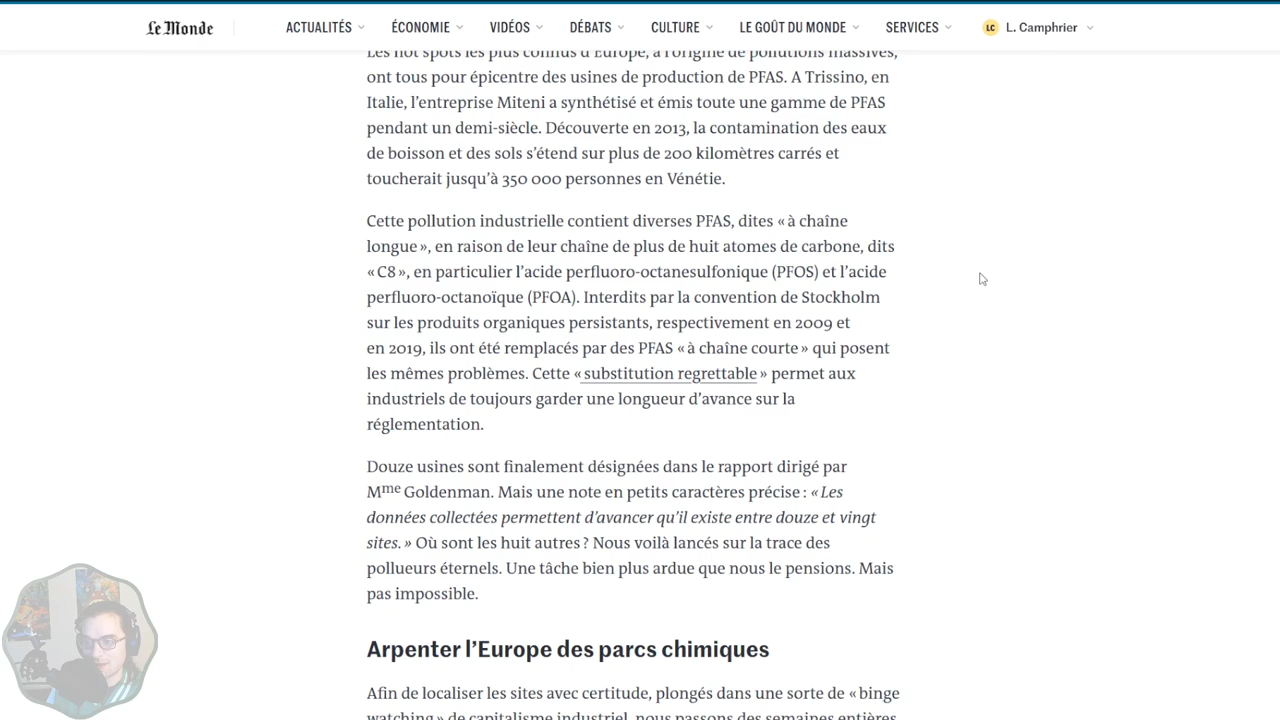 Le Monde
ACTUALITÉS
ÉCONOMIE
VIDÉOS
DÉBATS
CULTURE
LE GOÛT DU MONDE
SERVICES
LC
L. Camphrier
Les hot spots les plus connus d'Europe, à l'origine de pollutions massives,
ont tous pour épicentre des usines de production de PFAS. A Trissino, en
Italie, l'entreprise Miteni a synthétisé et émis toute une gamme de PFAS
pendant un demi-siècle. Découverte en 2013, la contamination des eaux
de boisson et des sols s'étend sur plus de 200 kilomètres carrés et
toucherait jusqu'à 350 000 personnes en Vénétie.
Cette pollution industrielle contient diverses PFAS, dites « à chaîne
longue », en raison de leur chaîne de plus de huit atomes de carbone, dits
« C8 », en particulier l'acide perfluoro-octanesulfonique (PFOS) et l'acide
perfluoro-octanoïque (PFOA). Interdits par la convention de Stockholm
sur les produits organiques persistants, respectivement en 2009 et
en 2019, ils ont été remplacés par des PFAS « à chaîne courte » qui posent
les mêmes problèmes. Cette « substitution regrettable » permet aux
industriels de toujours garder une longueur d'avance sur la
réglementation.
Douze usines sont finalement désignées dans le rapport dirigé par
Mme Goldenman. Mais une note en petits caractères précise : « Les
données collectées permettent d'avancer qu'il existe entre douze et vingt
sites. » Où sont les huit autres ? Nous voilà lancés sur la trace des
pollueurs éternels. Une tâche bien plus ardue que nous le pensions. Mais
pas impossible.
Arpenter l'Europe des parcs chimiques
Afin de localiser les sites avec certitude, plongés dans une sorte de « binge
watching » de capitalisme industriel, nous passons des semaines entières